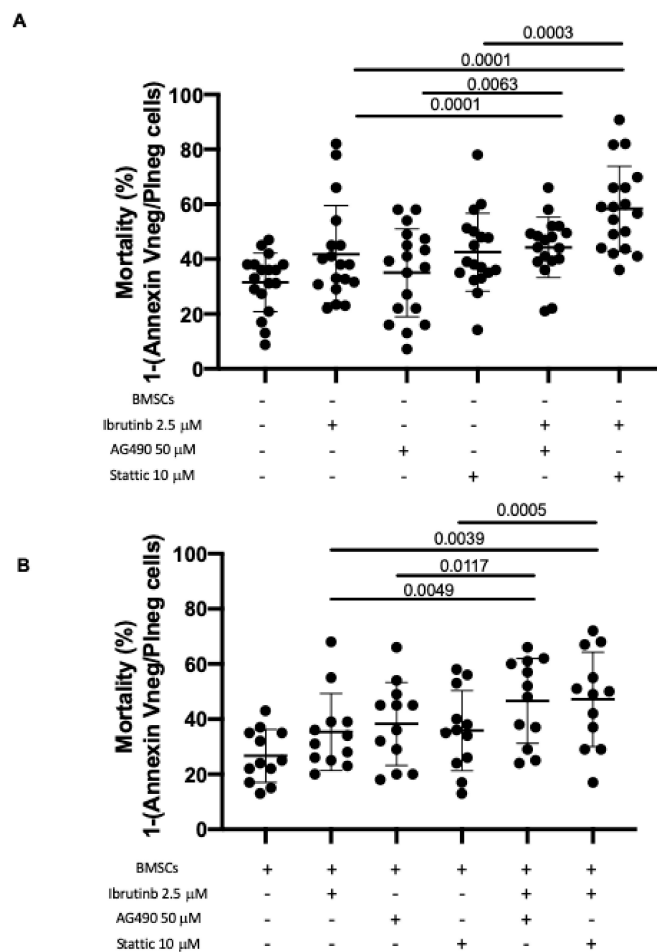 A
0.0003
0.0001
0.0063
0.0001
Mortality (%)
1-(Annexin Vneg/PIneg cells)
100
80
60
40
20
0
BMSCs - - - - - -
Ibrutinb 2.5 µM - + - - + +
AG490 50 µM - - + - + -
Stattic 10 µM - - - + - +
0.0005
B
0.0039
0.0117
0.0049
Mortality (%)
1-(Annexin Vneg/PIneg cells)
100
80
60
40
20
0
BMSCs + + + + + +
Ibrutinb 2.5 µM - + - - + +
AG490 50 µM - - + - + -
Stattic 10 µM - - - + - +